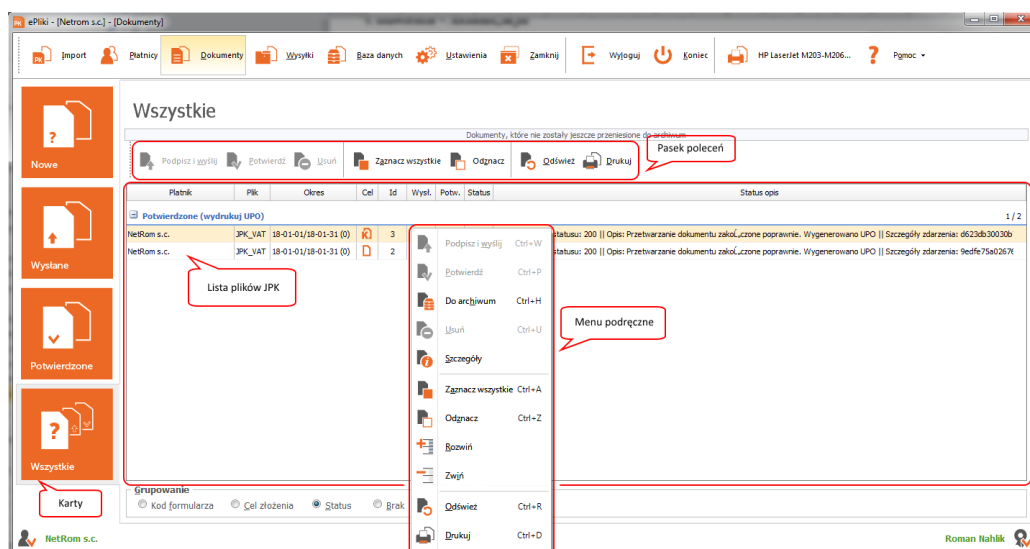 ePliki - [Netrom s.c.] - [Dokumenty]
Import Płatnicy Dokumenty Wysyłki Baza danych Ustawienia Zamknij Wyloguj Koniec HP LaserJet M203-M206... Pomoc
Wszystkie
Dokumenty, które nie zostały jeszcze przeniesione do archiwum
Podpisz i wyślij Potwierdź Usuń Zaznacz wszystkie Odznacz Odśwież Drukuj
Pasek poleceń
Nowe
Wysłane
Potwierdzone
Wszystkie
Karty
Płatnik Plik Okres Cel Id Wysł. Potw. Status Status opis
Potwierdzone (wydrukuj UPO) 1 / 2
NetRom s.c. JPK_VAT 18-01-01/18-01-31 (0) K 3 statusu: 200 || Opis: Przetwarzanie dokumentu zakoĹ„czone poprawnie. Wygenerowano UPO || Szczegóły zdarzenia: d623db30030b
NetRom s.c. JPK_VAT 18-01-01/18-01-31 (0) 2 statusu: 200 || Opis: Przetwarzanie dokumentu zakoĹ„czone poprawnie. Wygenerowano UPO || Szczegóły zdarzenia: 9edfe75a02676
Lista plików JPK
Podpisz i wyślij Ctrl+W
Potwierdź Ctrl+P
Do archiwum Ctrl+H
Usuń Ctrl+U
Szczegóły
Zaznacz wszystkie Ctrl+A
Odznacz Ctrl+Z
Rozwiń
Zwiń
Odśwież Ctrl+R
Drukuj Ctrl+D
Menu podręczne
Grupowanie
Kod formularza Cel złożenia Status Brak
NetRom s.c. Roman Nahlik